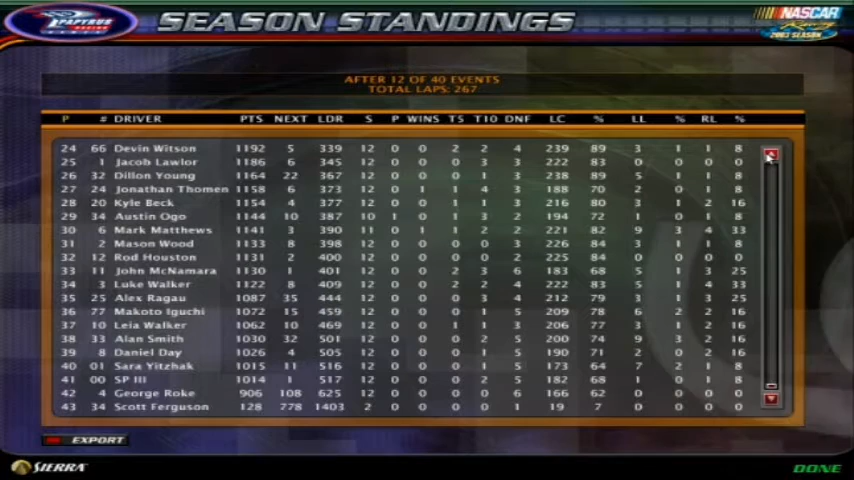 PAPYRUS RACING GAMES SEASON STANDINGS NASCAR
2003 SEASON
AFTER 12 OF 40 EVENTS
TOTAL LAPS: 267
P # DRIVER PTS NEXT LDR S P WINS T5 T10 DNF LC % LL % RL %
24 66 Devin Witson 1192 5 339 12 0 0 2 2 4 239 89 3 1 1 8
25 1 Jacob Lawlor 1186 6 345 12 0 0 0 3 3 222 83 0 0 0 0
26 32 Dillon Young 1164 22 367 12 0 0 0 1 3 238 89 5 1 1 8
27 24 Jonathan Thomen 1158 6 373 12 0 1 1 4 3 188 70 2 0 1 8
28 20 Kyle Beck 1154 4 377 12 0 0 1 1 3 216 80 3 1 2 16
29 34 Austin Ogo 1144 10 387 10 1 0 1 3 2 194 72 1 0 1 8
30 6 Mark Matthews 1141 3 390 11 0 1 1 2 2 221 82 9 3 4 33
31 2 Mason Wood 1133 8 398 12 0 0 0 0 3 226 84 3 1 1 8
32 12 Rod Houston 1131 2 400 12 0 0 0 0 2 225 84 0 0 0 0
33 11 John McNamara 1130 1 401 12 0 0 2 3 6 183 68 5 1 3 25
34 3 Luke Walker 1122 8 409 12 0 0 2 2 4 222 83 5 1 4 33
35 25 Alex Ragau 1087 35 444 12 0 0 0 3 4 212 79 3 1 3 25
36 77 Makoto Iguchi 1072 15 459 12 0 0 0 1 5 209 78 6 2 2 16
37 10 Leia Walker 1062 10 469 12 0 0 1 1 3 206 77 3 1 2 16
38 33 Alan Smith 1030 32 501 12 0 0 0 2 5 200 74 9 3 2 16
39 8 Daniel Day 1026 4 505 12 0 0 0 1 5 190 71 2 0 2 16
40 01 Sara Yitzhak 1015 11 516 12 0 0 0 1 5 173 64 7 2 1 8
41 00 SP III 1014 1 517 12 0 0 0 2 5 182 68 1 0 1 8
42 4 George Roke 906 108 625 12 0 0 0 0 6 166 62 0 0 0 0
43 34 Scott Ferguson 128 778 1403 2 0 0 0 0 1 19 7 0 0 0 0
EXPORT
SIERRA DONE